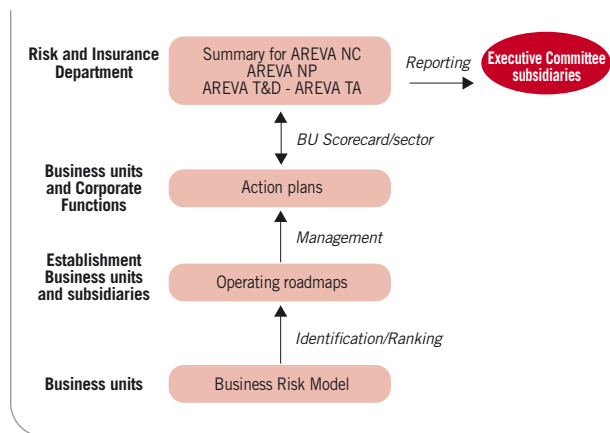 Risk and Insurance
Department
Summary for AREVA NC
AREVA NP
AREVA T&D - AREVA TA
Reporting
Executive Committee
subsidiaries
BU Scorecard/sector
Business units
and Corporate
Functions
Action plans
Management
Establishment
Business units
and subsidiaries
Operating roadmaps
Identification/Ranking
Business units
Business Risk Model